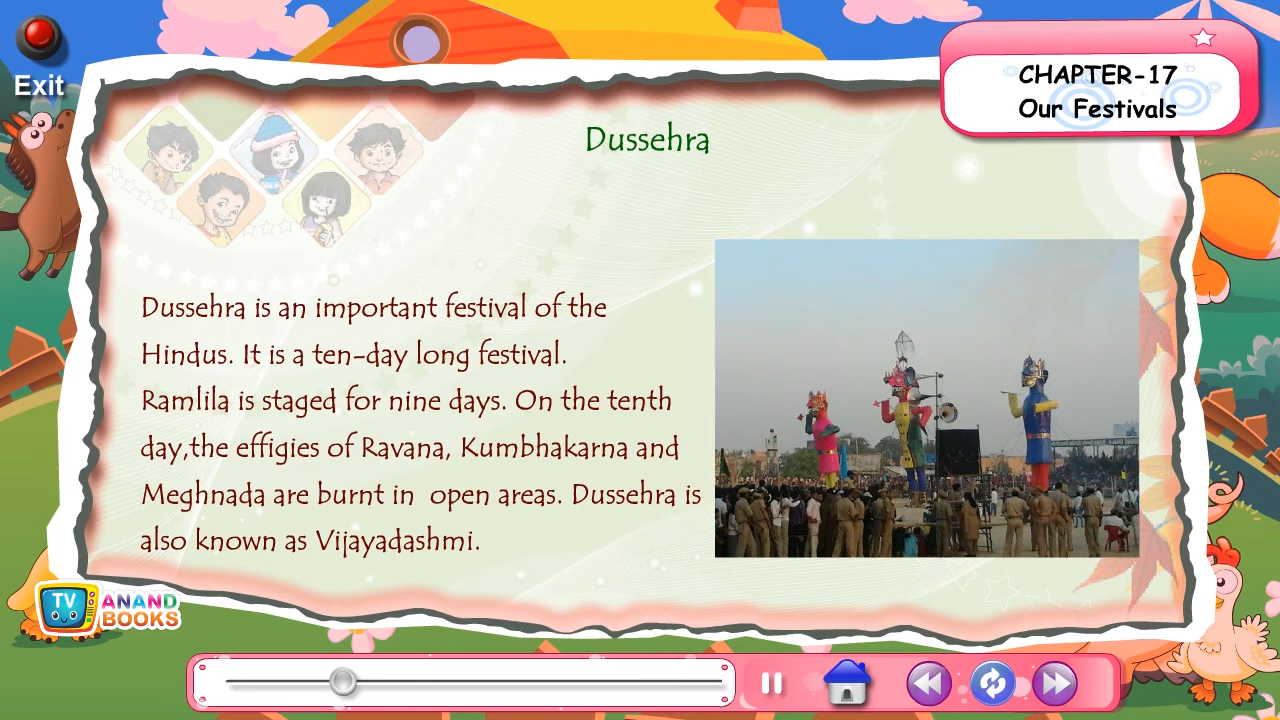 Exit
CHAPTER-17
Our Festivals
Dussehra
Dussehra is an important festival of the
Hindus. It is a ten-day long festival.
Ramlila is staged for nine days. On the tenth
day,the effigies of Ravana, Kumbhakarna and
Meghnada are burnt in  open areas. Dussehra is
also known as Vijayadashmi.
TV
ANAND
BOOKS